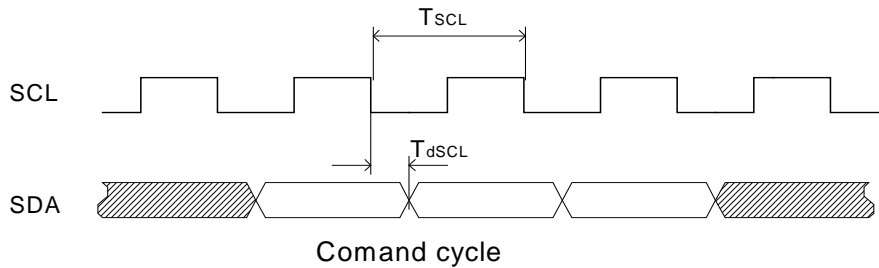 TSCL
SCL
TdSCL
SDA
Comand cycle